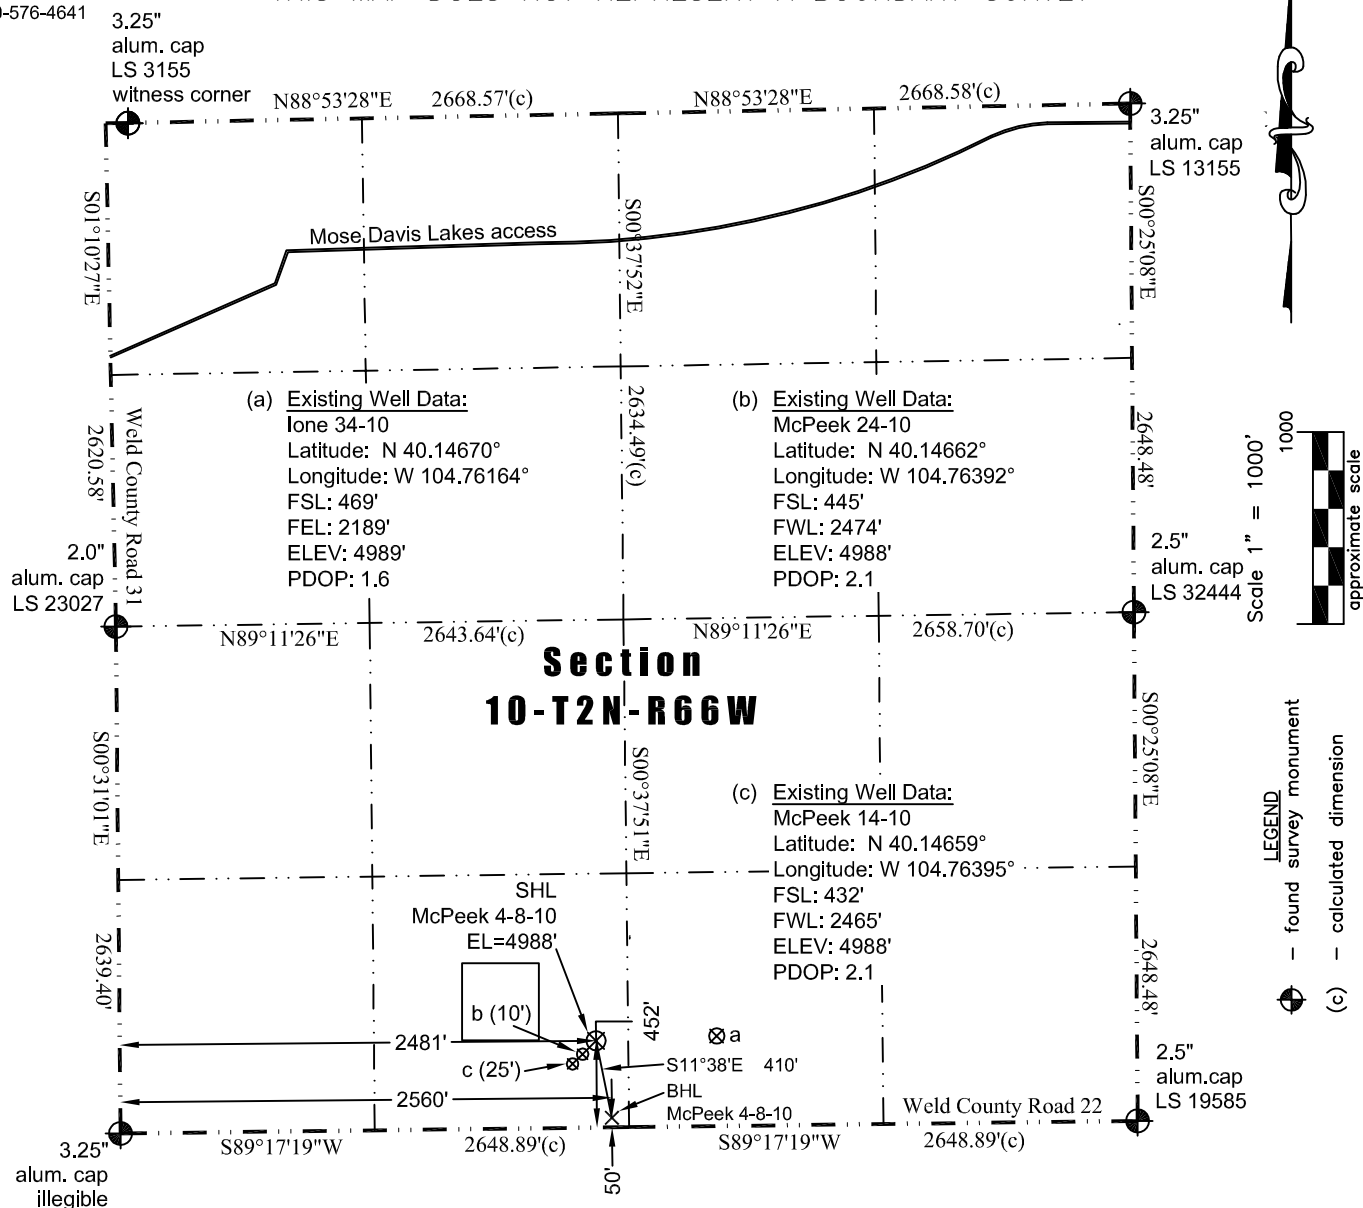 0-576-4641
3.25"
alum. cap
LS 3155
witness corner
N88°53'28"E
2668.57'(c)
N88°53'28"E
2668.58'(c)
3.25"
alum. cap
LS 13155
S01°10'27"E
Mose Davis Lakes access
S00°37'52"E
S00°25'08"E
(a) Existing Well Data:
Ione 34-10
Latitude: N 40.14670°
Longitude: W 104.76164°
FSL: 469'
FEL: 2189'
ELEV: 4989'
PDOP: 1.6
(b) Existing Well Data:
McPeek 24-10
Latitude: N 40.14662°
Longitude: W 104.76392°
FSL: 445'
FWL: 2474'
ELEV: 4988'
PDOP: 2.1
2620.58'
Weld County Road 31
2634.49'(c)
2648.48'
Scale 1" = 1000'
1000
approximate scale
2.0"
alum. cap
LS 23027
2.5"
alum. cap
LS 32444
N89°11'26"E
2643.64'(c)
N89°11'26"E
2658.70'(c)
Section
10-T2N-R66W
S00°31'01"E
S00°37'51"E
S00°25'08"E
(c) Existing Well Data:
McPeek 14-10
Latitude: N 40.14659°
Longitude: W 104.76395°
FSL: 432'
FWL: 2465'
ELEV: 4988'
PDOP: 2.1
LEGEND
- found survey monument
(c) - calculated dimension
SHL
McPeek 4-8-10
EL=4988'
2639.40'
2648.48'
b (10')
452'
a
2481'
c (25')
S11°38'E 410'
BHL
McPeek 4-8-10
2560'
Weld County Road 22
2.5"
alum.cap
LS 19585
3.25"
alum. cap
illegible
S89°17'19"W
2648.89'(c)
S89°17'19"W
2648.89'(c)
50'